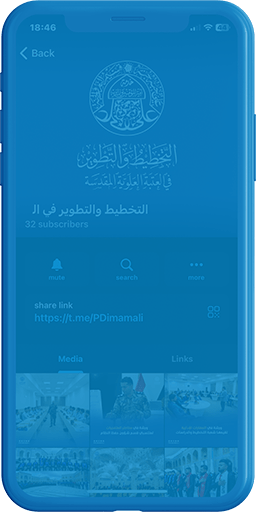 18:46
Back
التخطيط والتطوير
في العتبة العلوية المقدسة
التخطيط والتطوير في ال
32 subscribers
mute
search
more
share link
https://t.me/PDimamali
Media
Links